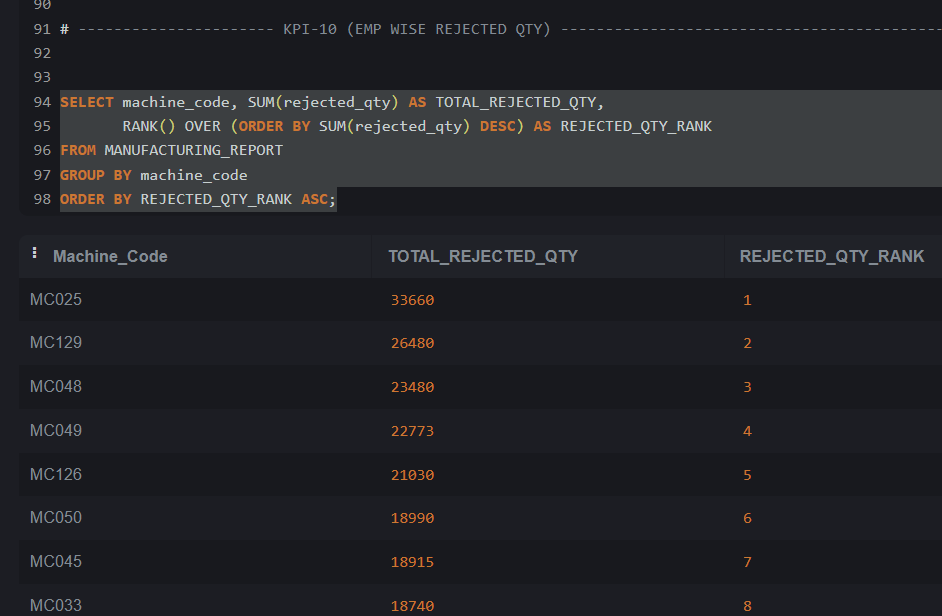 90
91 # ---------------------- KPI-10 (EMP WISE REJECTED QTY) -------------------------------------------
92
93
94 SELECT machine_code, SUM(rejected_qty) AS TOTAL_REJECTED_QTY,
95 RANK() OVER (ORDER BY SUM(rejected_qty) DESC) AS REJECTED_QTY_RANK
96 FROM MANUFACTURING_REPORT
97 GROUP BY machine_code
98 ORDER BY REJECTED_QTY_RANK ASC;
Machine_Code TOTAL_REJECTED_QTY REJECTED_QTY_RANK
MC025 33660 1
MC129 26480 2
MC048 23480 3
MC049 22773 4
MC126 21030 5
MC050 18990 6
MC045 18915 7
MC033 18740 8